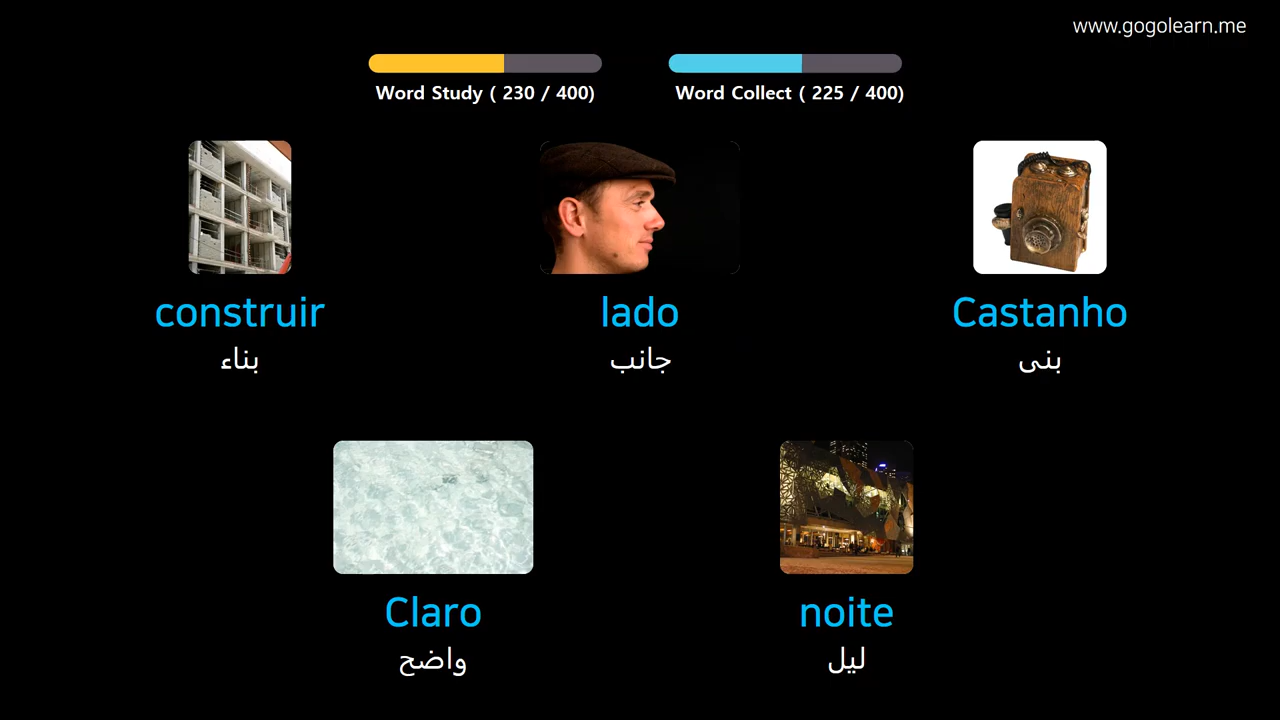 www.gogolearn.me
Word Study ( 230 / 400)
Word Collect ( 225 / 400)
construir
بناء
lado
جانب
Castanho
بنى
Claro
واضح
noite
ليل